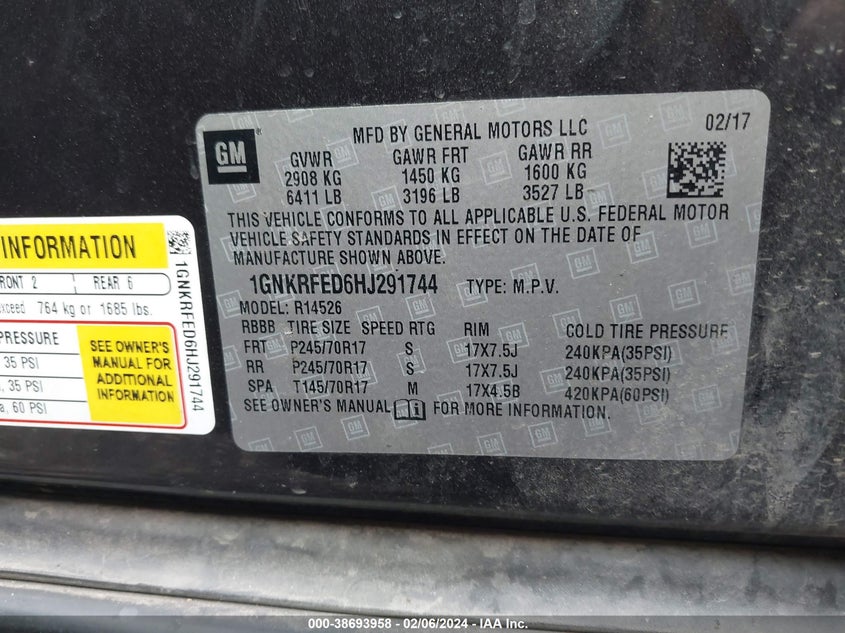 GM
MFD BY GENERAL MOTORS LLC
02/17
GVWR GAWR FRT GAWR RR
2908 KG 1450 KG 1600 KG
6411 LB 3196 LB 3527 LB
THIS VEHICLE CONFORMS TO ALL APPLICABLE U.S. FEDERAL MOTOR
VEHICLE SAFETY STANDARDS IN EFFECT ON THE DATE OF
MANUFACTURE SHOWN ABOVE.
1GNKRFED6HJ291744 TYPE: M.P.V.
MODEL: R14526
RBBB TIRE SIZE SPEED RTG RIM COLD TIRE PRESSURE
FRT P245/70R17 S 17X7.5J 240KPA(35PSI)
RR P245/70R17 S 17X7.5J 240KPA(35PSI)
SPA T145/70R17 M 17X4.5B 420KPA(60PSI)
SEE OWNER'S MANUAL FOR MORE INFORMATION.
INFORMATION
FRONT 2 REAR 6
exceed 764 kg or 1685 lbs.
PRESSURE
35 PSI
, 35 PSI
a, 60 PSI
SEE OWNER'S
MANUAL FOR
ADDITIONAL
INFORMATION
1GNKRFED6HJ291744
000-38693958 - 02/06/2024 - IAA Inc.